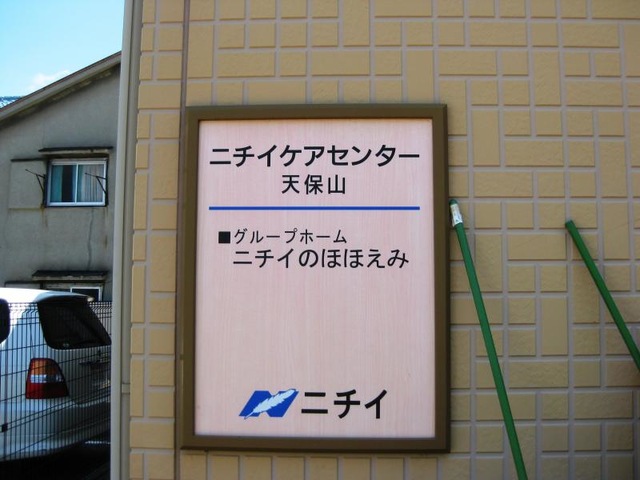 ニチイケアセンター
天保山
■グループホーム
ニチイのほほえみ
ニチイ